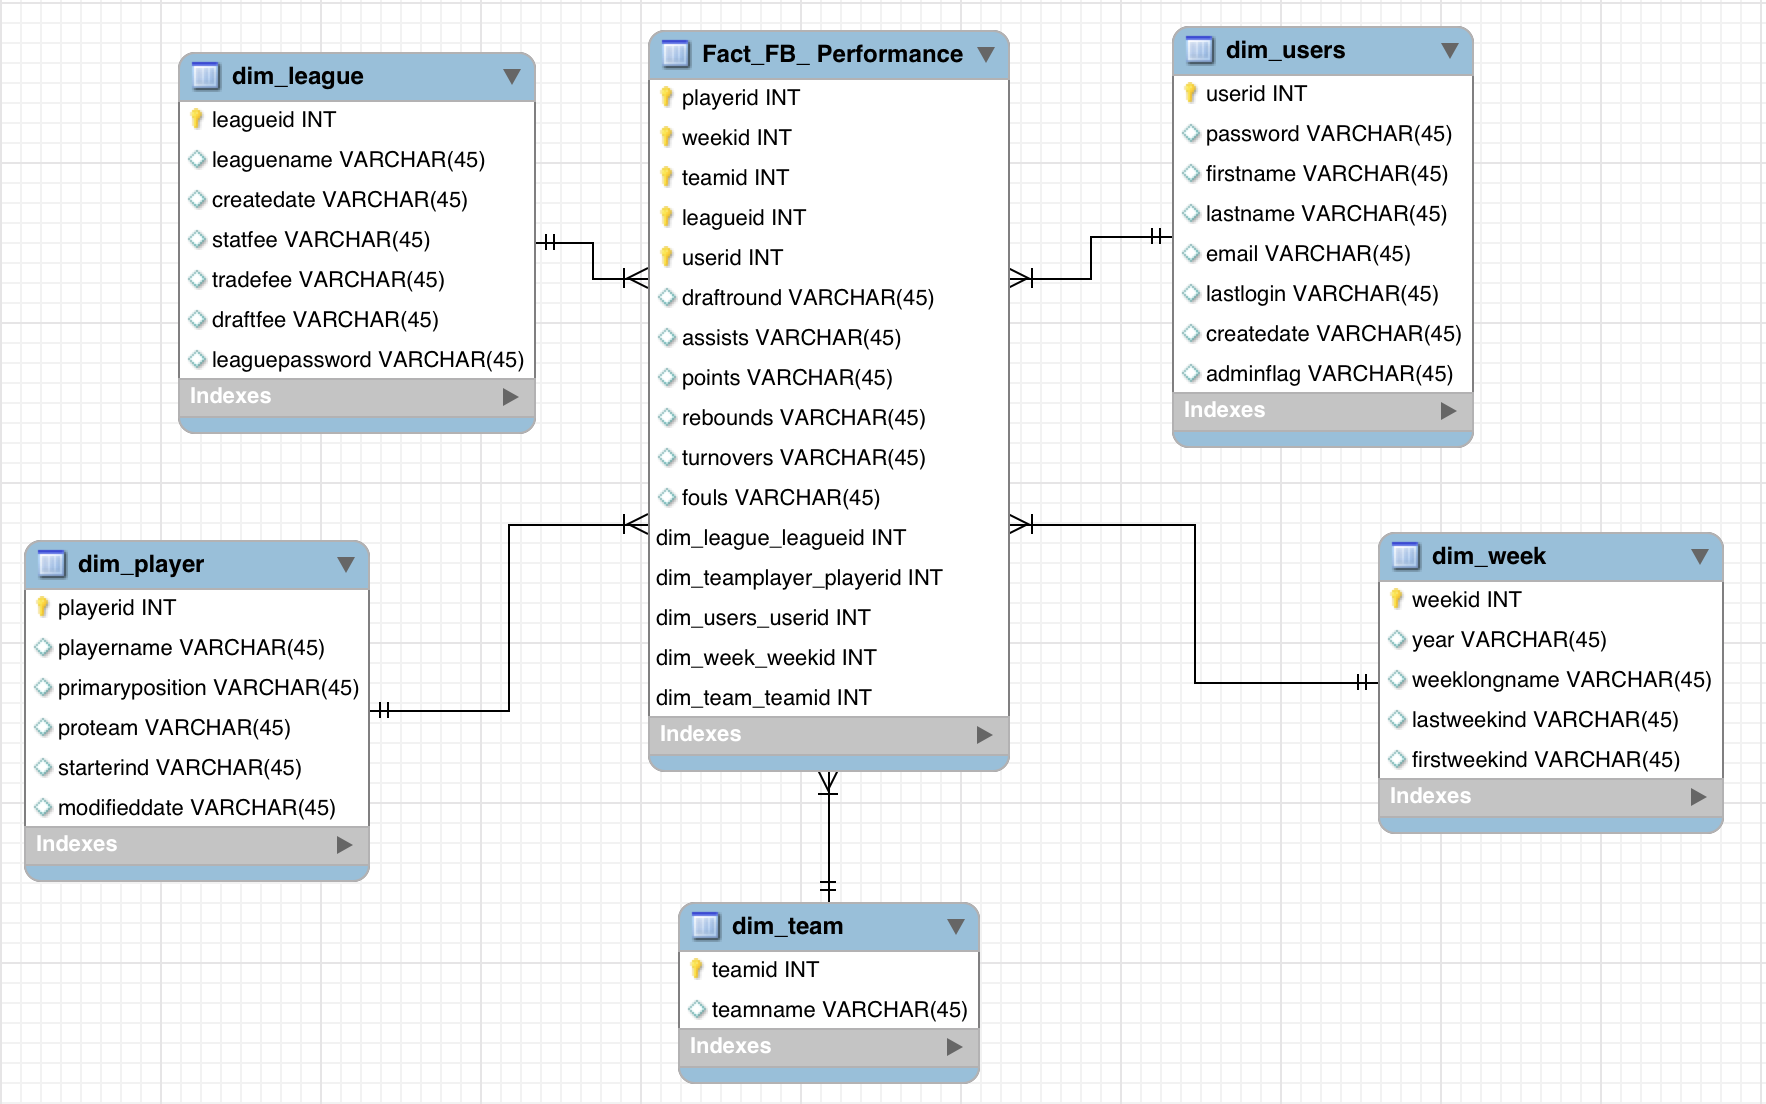 dim_league
leagueid INT
leaguename VARCHAR(45)
createdate VARCHAR(45)
statfee VARCHAR(45)
tradefee VARCHAR(45)
draftfee VARCHAR(45)
leaguepassword VARCHAR(45)
Indexes
Fact_FB_ Performance
playerid INT
weekid INT
teamid INT
leagueid INT
userid INT
draftround VARCHAR(45)
assists VARCHAR(45)
points VARCHAR(45)
rebounds VARCHAR(45)
turnovers VARCHAR(45)
fouls VARCHAR(45)
dim_league_leagueid INT
dim_teamplayer_playerid INT
dim_users_userid INT
dim_week_weekid INT
dim_team_teamid INT
Indexes
dim_users
userid INT
password VARCHAR(45)
firstname VARCHAR(45)
lastname VARCHAR(45)
email VARCHAR(45)
lastlogin VARCHAR(45)
createdate VARCHAR(45)
adminflag VARCHAR(45)
Indexes
dim_player
playerid INT
playername VARCHAR(45)
primaryposition VARCHAR(45)
proteam VARCHAR(45)
starterind VARCHAR(45)
modifieddate VARCHAR(45)
Indexes
dim_week
weekid INT
year VARCHAR(45)
weeklongname VARCHAR(45)
lastweekind VARCHAR(45)
firstweekind VARCHAR(45)
Indexes
dim_team
teamid INT
teamname VARCHAR(45)
Indexes